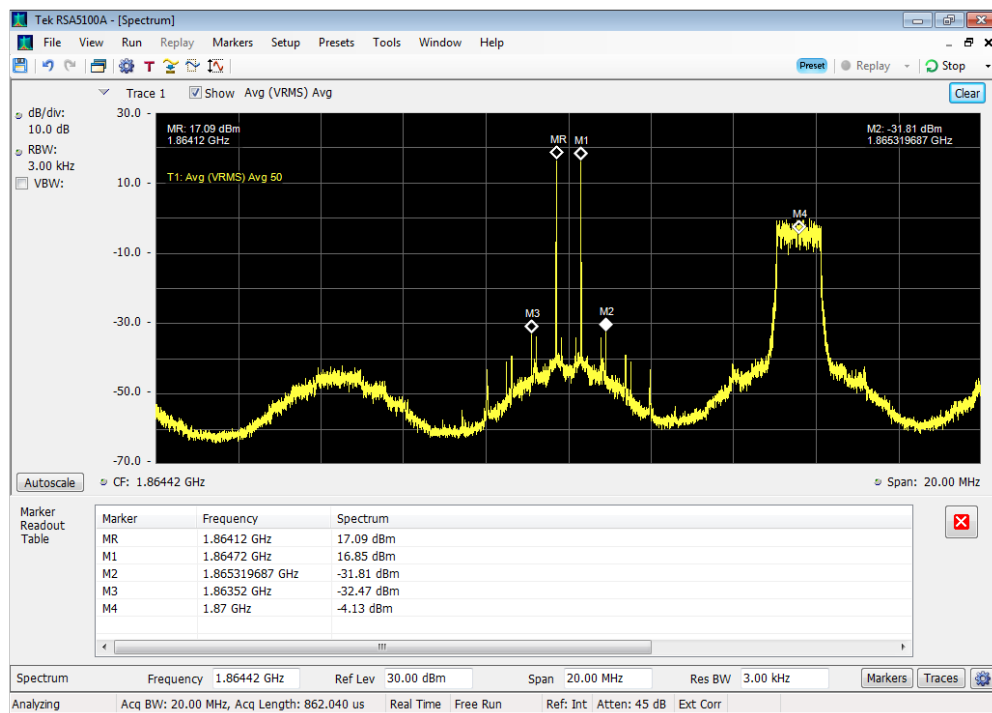 Tek RSA5100A - [Spectrum]
File View Run Replay Markers Setup Presets Tools Window Help
T Preset Replay Stop
Trace 1 Show Avg (VRMS) Avg Clear
dB/div:
10.0 dB
RBW:
3.00 kHz
VBW:
30.0 -
10.0 -
-10.0 -
-30.0 -
-50.0 -
-70.0 -
MR: 17.09 dBm
1.86412 GHz
M2: -31.81 dBm
1.865319687 GHz
T1: Avg (VRMS) Avg 50
MR M1
M4
M3 M2
Autoscale CF: 1.86442 GHz Span: 20.00 MHz
Marker
Readout
Table
Marker Frequency Spectrum
MR 1.86412 GHz 17.09 dBm
M1 1.86472 GHz 16.85 dBm
M2 1.865319687 GHz -31.81 dBm
M3 1.86352 GHz -32.47 dBm
M4 1.87 GHz -4.13 dBm
Spectrum Frequency 1.86442 GHz Ref Lev 30.00 dBm Span 20.00 MHz Res BW 3.00 kHz Markers Traces
Analyzing Acq BW: 20.00 MHz, Acq Length: 862.040 us Real Time Free Run Ref: Int Atten: 45 dB Ext Corr